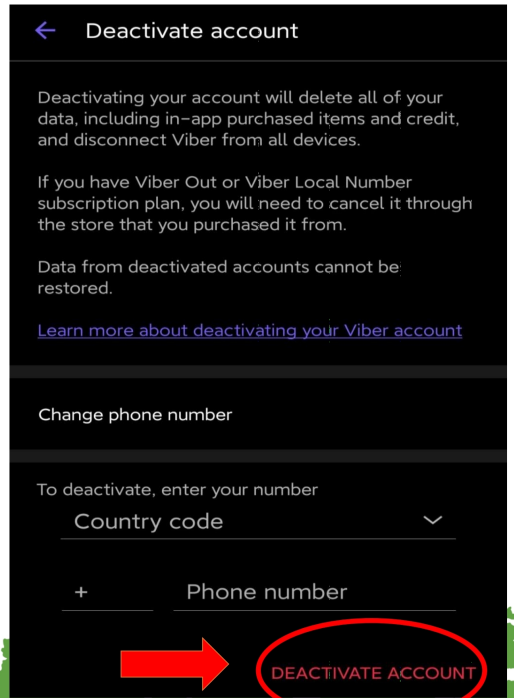 Deactivate account
Deactivating your account will delete all of your
data, including in-app purchased items and credit,
and disconnect Viber from all devices.
If you have Viber Out or Viber Local Number
subscription plan, you will need to cancel it through
the store that you purchased it from.
Data from deactivated accounts cannot be
restored.
Learn more about deactivating your Viber account
Change phone number
To deactivate, enter your number
Country code
+ Phone number
DEACTIVATE ACCOUNT